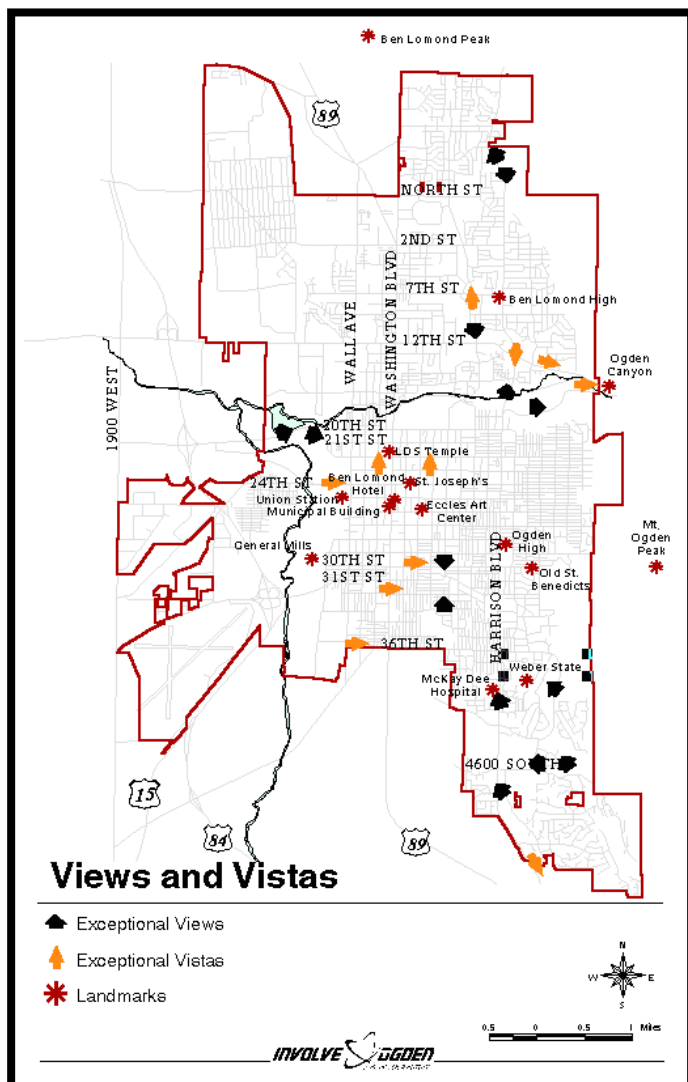 Ben Lomond Peak
89
NORTH ST
2ND ST
7TH ST
Ben Lomond High
12TH ST
WALL AVE
WASHINGTON BLVD
Ogden
Canyon
1900 WEST
20TH ST
21ST ST
LDS Temple
24TH ST
Ben Lomond
Hotel
St. Joseph's
Union Station
Municipal Building
Eccles Art
Center
General Mills
30TH ST
31ST ST
HARRISON BLVD
Ogden
High
Old St.
Benedicts
Mt.
Ogden
Peak
36TH ST
Weber State
McKay Dee
Hospital
4600 SOUTH
15
84
89
Views and Vistas
Exceptional Views
Exceptional Vistas
Landmarks
N
W
E
S
0.5 0 0.5 1 Miles
INVOLVE OGDEN